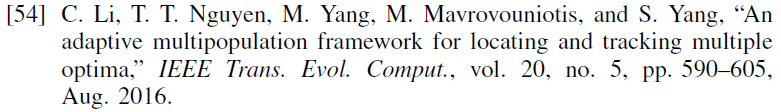 [54] C. Li, T. T. Nguyen, M. Yang, M. Mavrovouniotis, and S. Yang, “An
adaptive multipopulation framework for locating and tracking multiple
optima,” IEEE Trans. Evol. Comput., vol. 20, no. 5, pp. 590–605,
Aug. 2016.